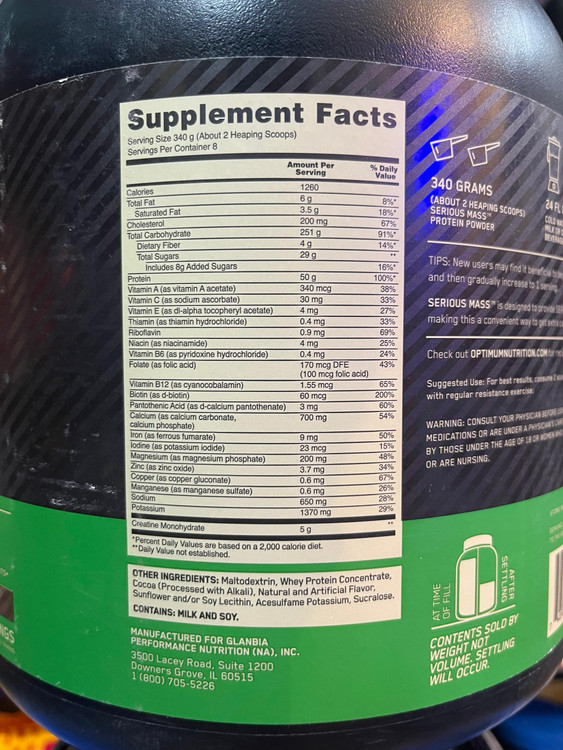 Supplement Facts
Serving Size 340 g (About 2 Heaping Scoops)
Servings Per Container 8
Amount Per Serving % Daily Value
Calories 1260
Total Fat 6 g 8%*
Saturated Fat 3.5 g 18%*
Cholesterol 200 mg 67%
Total Carbohydrate 251 g 91%*
Dietary Fiber 4 g 14%*
Total Sugars 29 g **
Includes 8g Added Sugars 16%*
Protein 50 g 100%*
Vitamin A (as vitamin A acetate) 340 mcg 38%
Vitamin C (as sodium ascorbate) 30 mg 33%
Vitamin E (as dl-alpha tocopheryl acetate) 4 mg 27%
Thiamin (as thiamin hydrochloride) 0.4 mg 33%
Riboflavin 0.9 mg 69%
Niacin (as niacinamide) 4 mg 25%
Vitamin B6 (as pyridoxine hydrochloride) 0.4 mg 24%
Folate (as folic acid) 170 mcg DFE 43%
(100 mcg folic acid)
Vitamin B12 (as cyanocobalamin) 1.55 mcg 65%
Biotin (as d-biotin) 60 mcg 200%
Pantothenic Acid (as d-calcium pantothenate) 3 mg 60%
Calcium (as calcium carbonate, 700 mg 54%
calcium phosphate)
Iron (as ferrous fumarate) 9 mg 50%
Iodine (as potassium iodide) 23 mcg 15%
Magnesium (as magnesium phosphate) 200 mg 48%
Zinc (as zinc oxide) 3.7 mg 34%
Copper (as copper gluconate) 0.6 mg 67%
Manganese (as manganese sulfate) 0.6 mg 26%
Sodium 650 mg 28%
Potassium 1370 mg 29%
Creatine Monohydrate 5 g **
*Percent Daily Values are based on a 2,000 calorie diet.
**Daily Value not established.
OTHER INGREDIENTS: Maltodextrin, Whey Protein Concentrate,
Cocoa (Processed with Alkali), Natural and Artificial Flavor,
Sunflower and/or Soy Lecithin, Acesulfame Potassium, Sucralose.
CONTAINS: MILK AND SOY.
MANUFACTURED FOR GLANBIA
PERFORMANCE NUTRITION (NA), INC.
3500 Lacey Road, Suite 1200
Downers Grove, IL 60515
1 (800) 705-5226
340 GRAMS
(ABOUT 2 HEAPING SCOOPS)
SERIOUS MASS™
PROTEIN POWDER
24 FL
COLD
MILK OR
BEVERAGE
TIPS: New users may find it beneficial
and then gradually increase to 1 serving
SERIOUS MASS™ is designed to provide
making this a convenient way to get extra
Check out OPTIMUMNUTRITION.COM for
Suggested Use: For best results, consume 2
with regular resistance exercise.
WARNING: CONSULT YOUR PHYSICIAN BEFORE
MEDICATIONS OR ARE UNDER A PHYSICIAN'S
BY THOSE UNDER THE AGE OF 18 OR WOMEN
OR ARE NURSING.
AT TIME
OF FILL
AFTER
SETTLING
CONTENTS SOLD BY
WEIGHT NOT
VOLUME. SETTLING
WILL OCCUR.